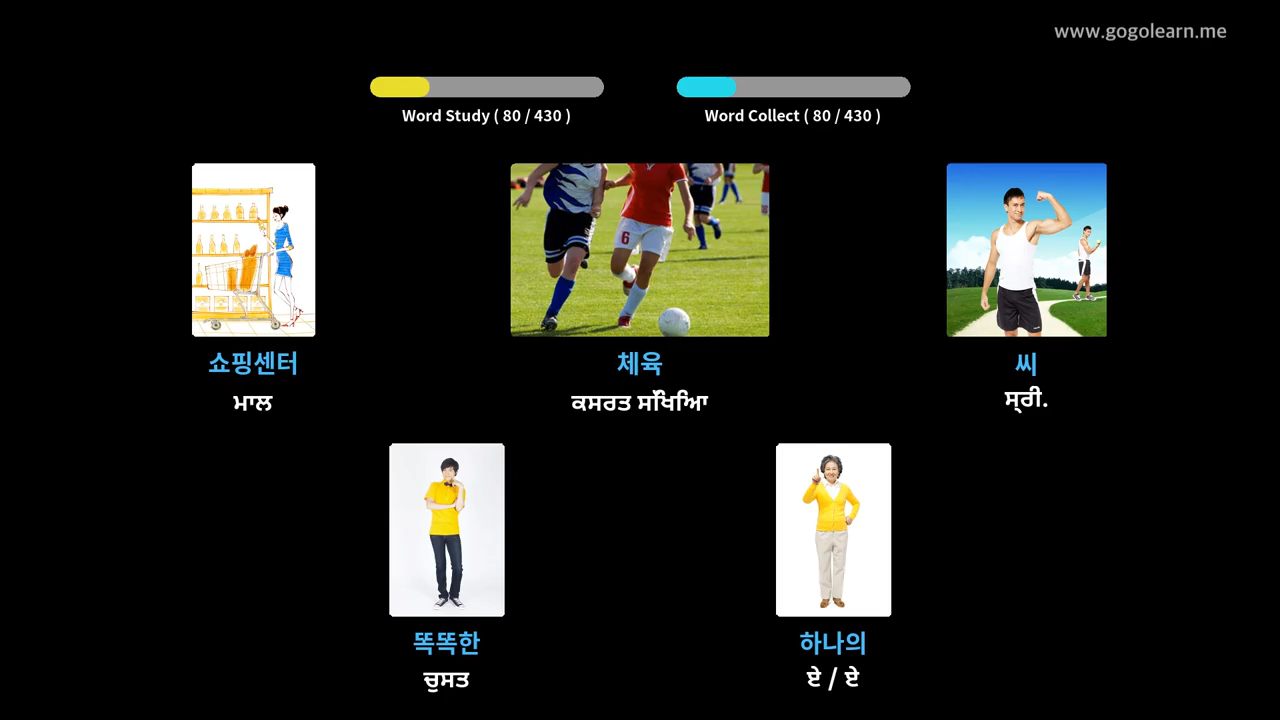 www.gogolearn.me
Word Study ( 80 / 430 )
Word Collect ( 80 / 430 )
쇼핑센터
ਮਾਲ
체육
ਕਸਰਤ ਸੱਖਿਆਿ
씨
ਸ੍ਰੀ.
똑똑한
ਚੁਸਤ
하나의
ਏ / ਏ
6